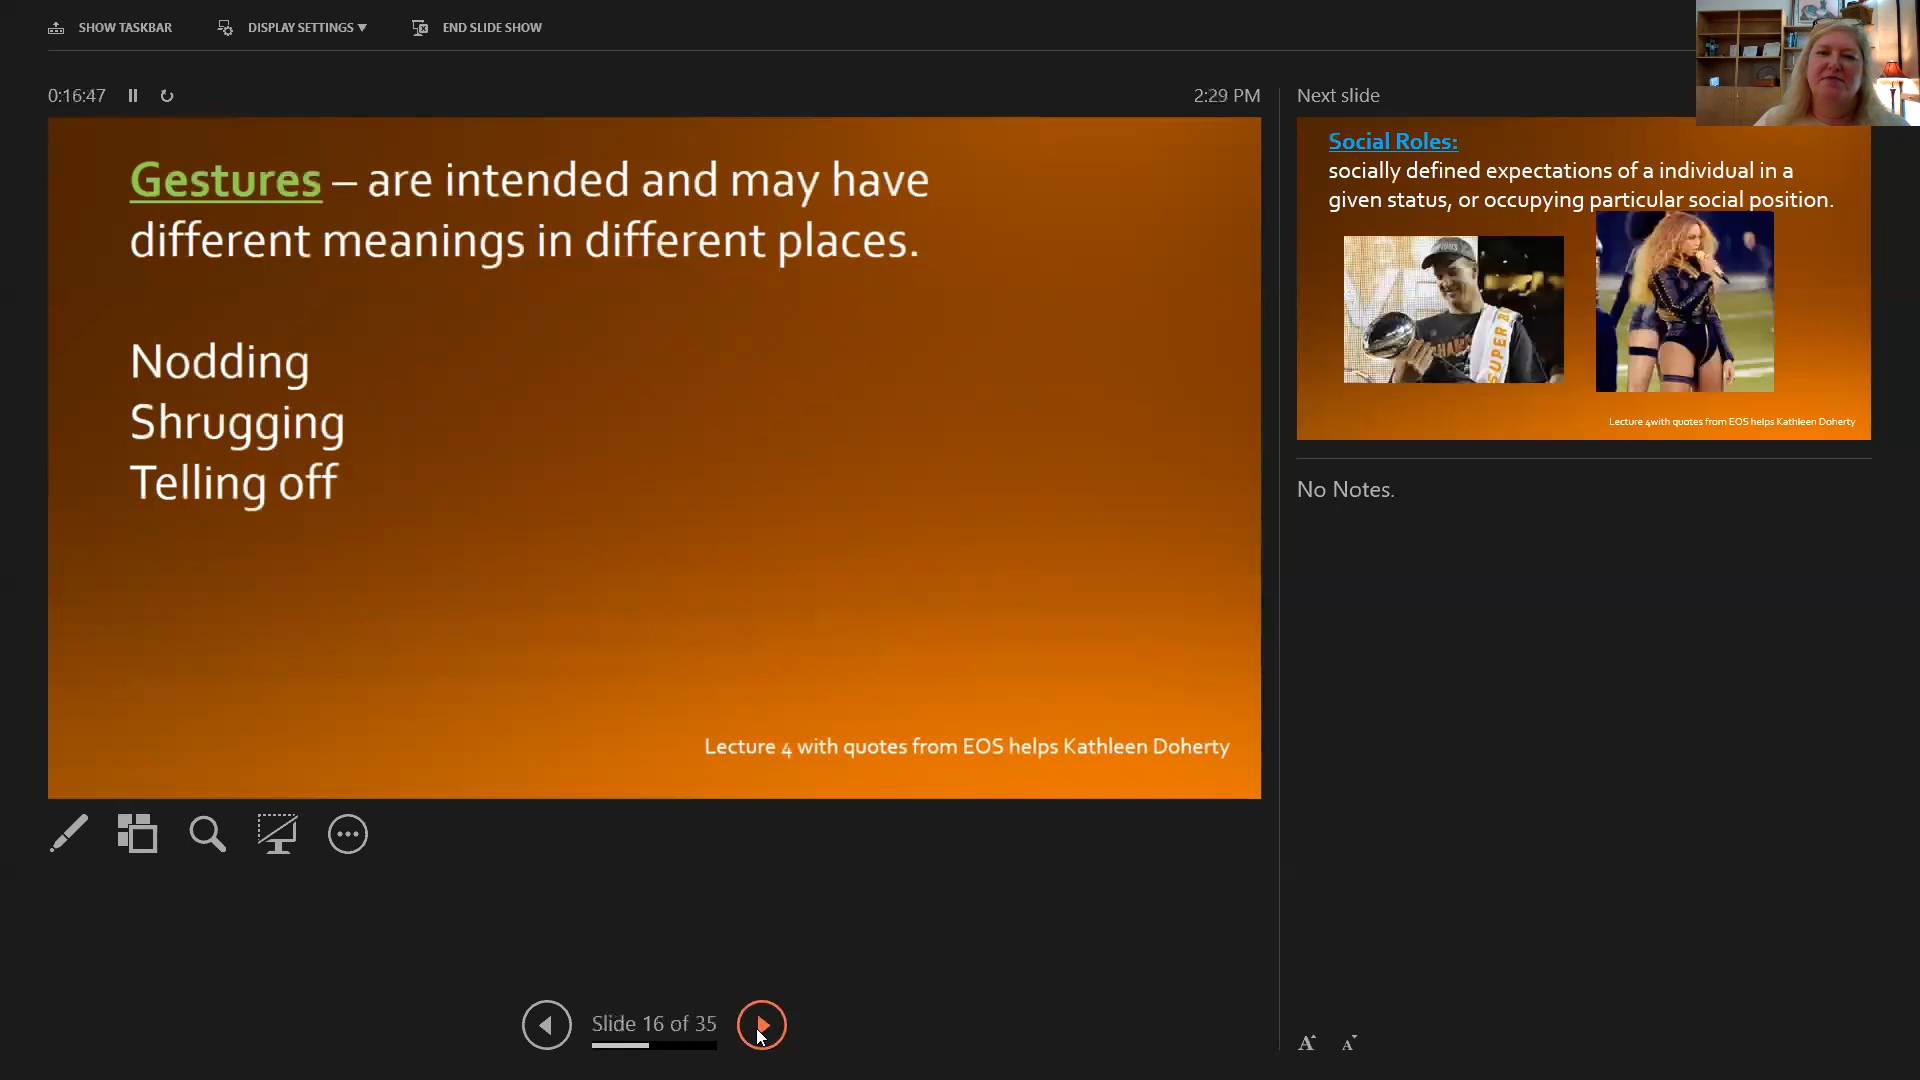 SHOW TASKBAR
DISPLAY SETTINGS
END SLIDE SHOW
0:16:47
2:29 PM
Next slide
Gestures – are intended and may have
different meanings in different places.
Nodding
Shrugging
Telling off
Lecture 4 with quotes from EOS helps Kathleen Doherty
Social Roles:
socially defined expectations of a individual in a
given status, or occupying particular social position.
SUPER B
Lecture 4with quotes from EOS helps Kathleen Doherty
No Notes.
Slide 16 of 35
A A